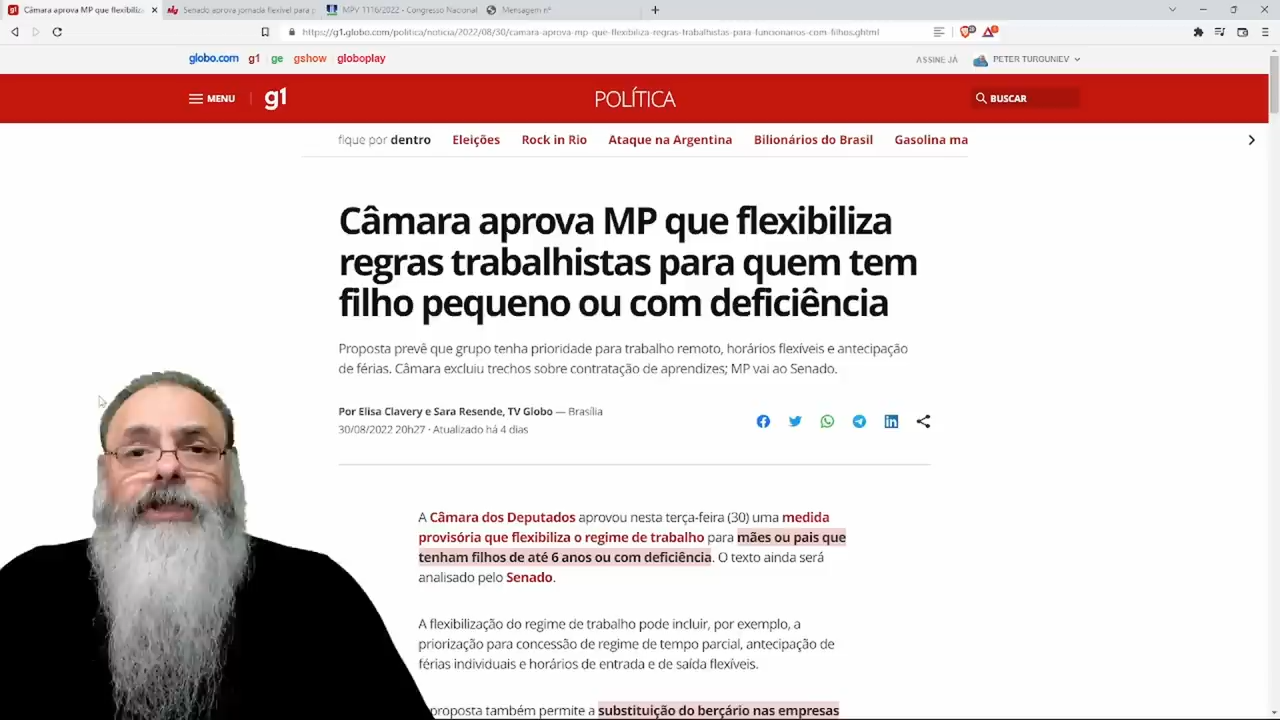 Câmara aprova MP que flexibiliz
Senado aprova jornada flexível para
MPV 1116/2022 - Congresso Nacional
Mensagem nº
https://g1.globo.com/politica/noticia/2022/08/30/camara-aprova-mp-que-flexibiliza-regras-trabalhistas-para-funcionarios-com-filhos.ghtml
globo.com g1 ge gshow globoplay
ASSINE JÁ
PETER TURGUNIEV
MENU
g1
POLÍTICA
BUSCAR
fique por dentro Eleições Rock in Rio Ataque na Argentina Bilionários do Brasil Gasolina ma
Câmara aprova MP que flexibiliza
regras trabalhistas para quem tem
filho pequeno ou com deficiência
Proposta prevê que grupo tenha prioridade para trabalho remoto, horários flexíveis e antecipação
de férias. Câmara excluiu trechos sobre contratação de aprendizes; MP vai ao Senado.
Por Elisa Clavery e Sara Resende, TV Globo — Brasília
30/08/2022 20h27 · Atualizado há 4 dias
A Câmara dos Deputados aprovou nesta terça-feira (30) uma medida
provisória que flexibiliza o regime de trabalho para mães ou pais que
tenham filhos de até 6 anos ou com deficiência. O texto ainda será
analisado pelo Senado.
A flexibilização do regime de trabalho pode incluir, por exemplo, a
priorização para concessão de regime de tempo parcial, antecipação de
férias individuais e horários de entrada e de saída flexíveis.
proposta também permite a substituição do berçário nas empresas